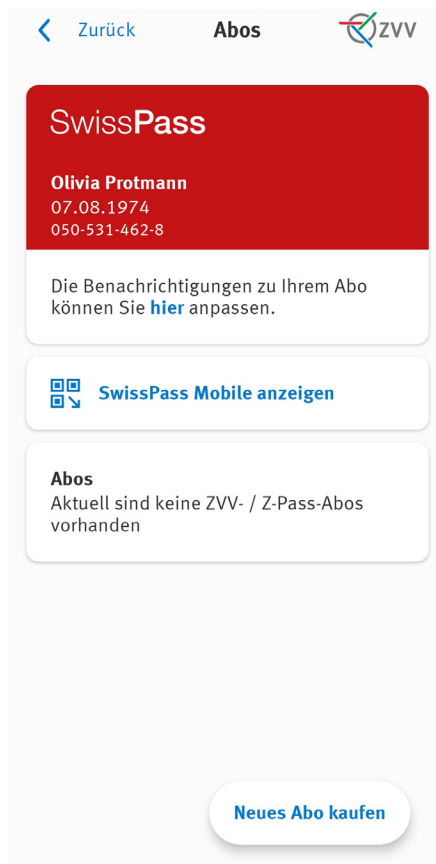 Zurück
Abos
ZVV
SwissPass
Olivia Protmann
07.08.1974
050-531-462-8
Die Benachrichtigungen zu Ihrem Abo
können Sie hier anpassen.
SwissPass Mobile anzeigen
Abos
Aktuell sind keine ZVV- / Z-Pass-Abos
vorhanden
Neues Abo kaufen